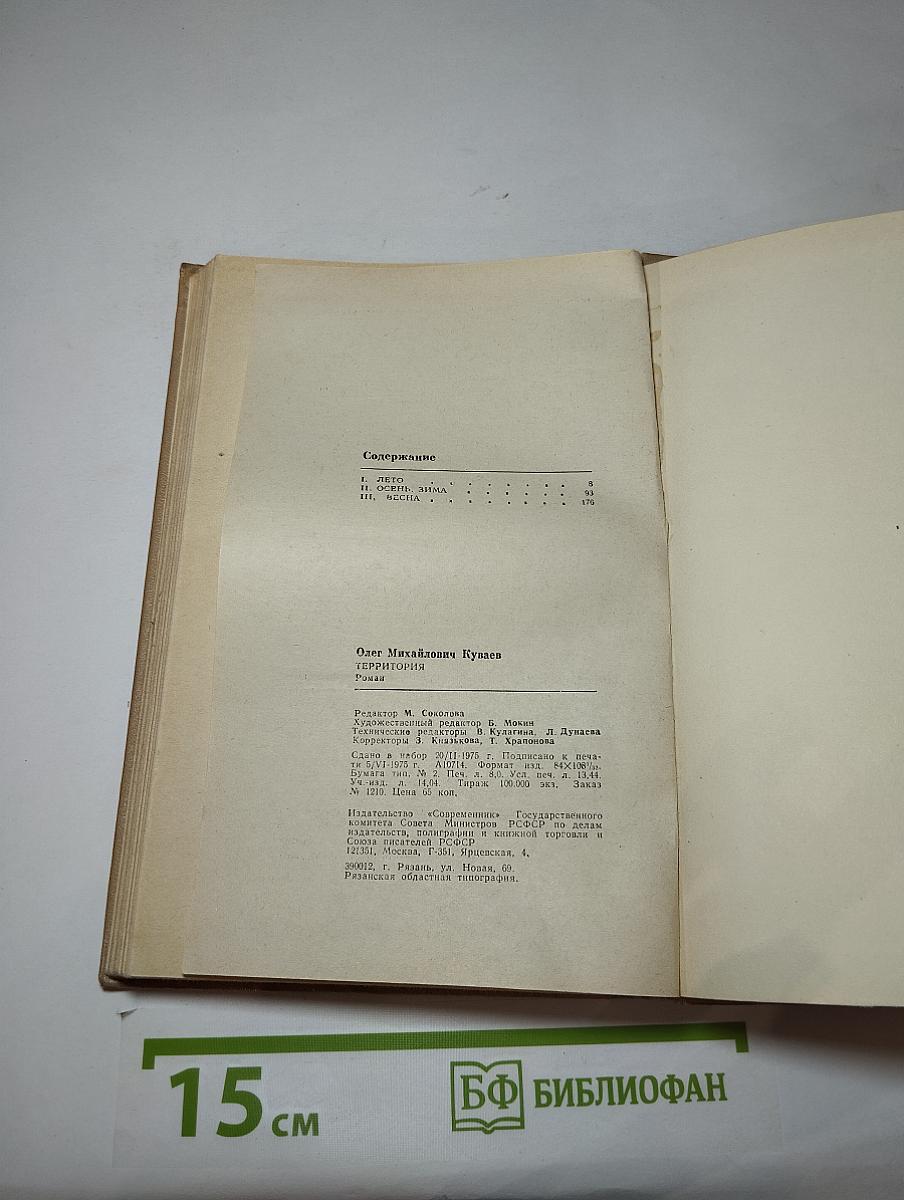 Содержание
I. ЛЕТО . . . . . . . . 8
II. ОСЕНЬ, ЗИМА . . . . . . 93
III. ВЕСНА . . . . . . . . 176
Олег Михайлович Куваев
ТЕРРИТОРИЯ
Роман
Редактор М. Соколова
Художественный редактор Б. Мокин
Технические редакторы В. Кулагина, Л. Дунаева
Корректоры З. Князькова, Т. Храпонова
Сдано в набор 20/II-1975 г. Подписано к печа-
ти 5/VI-1975 г. А10714. Формат изд. 84×108¹/₃₂.
Бумага тип. № 2. Печ. л. 8,0. Усл. печ. л. 13,44.
Уч.-изд. л. 14,04. Тираж 100.000 экз. Заказ
№ 1210. Цена 65 коп.
Издательство «Современник» Государственного
комитета Совета Министров РСФСР по делам
издательств, полиграфии и книжной торговли и
Союза писателей РСФСР
121351, Москва, Г-351, Ярцевская, 4.
390012, г. Рязань, ул. Новая, 69.
Рязанская областная типография.
15 см
БФ БИБЛИОФАН